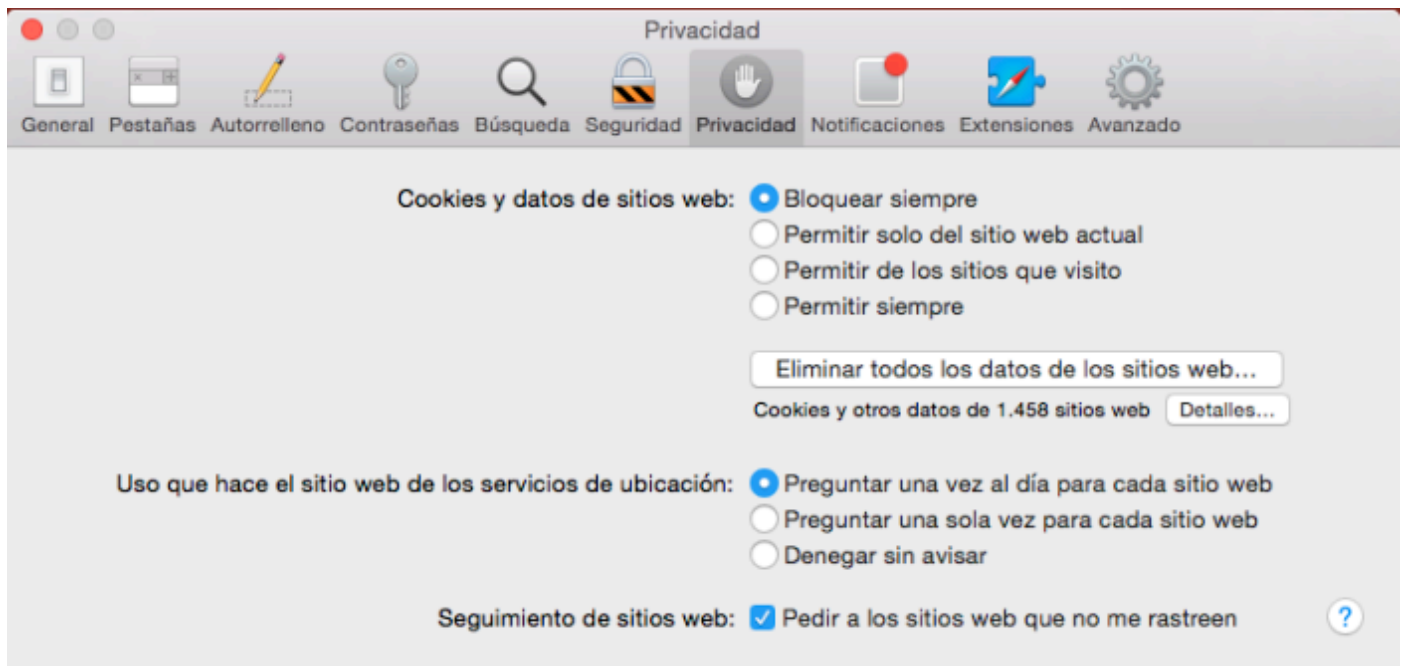 Privacidad
General Pestañas Autorrelleno Contraseñas Búsqueda Seguridad Privacidad Notificaciones Extensiones Avanzado
Cookies y datos de sitios web: Bloquear siempre
Permitir solo del sitio web actual
Permitir de los sitios que visito
Permitir siempre
Eliminar todos los datos de los sitios web...
Cookies y otros datos de 1.458 sitios web Detalles...
Uso que hace el sitio web de los servicios de ubicación: Preguntar una vez al día para cada sitio web
Preguntar una sola vez para cada sitio web
Denegar sin avisar
Seguimiento de sitios web: Pedir a los sitios web que no me rastreen ?